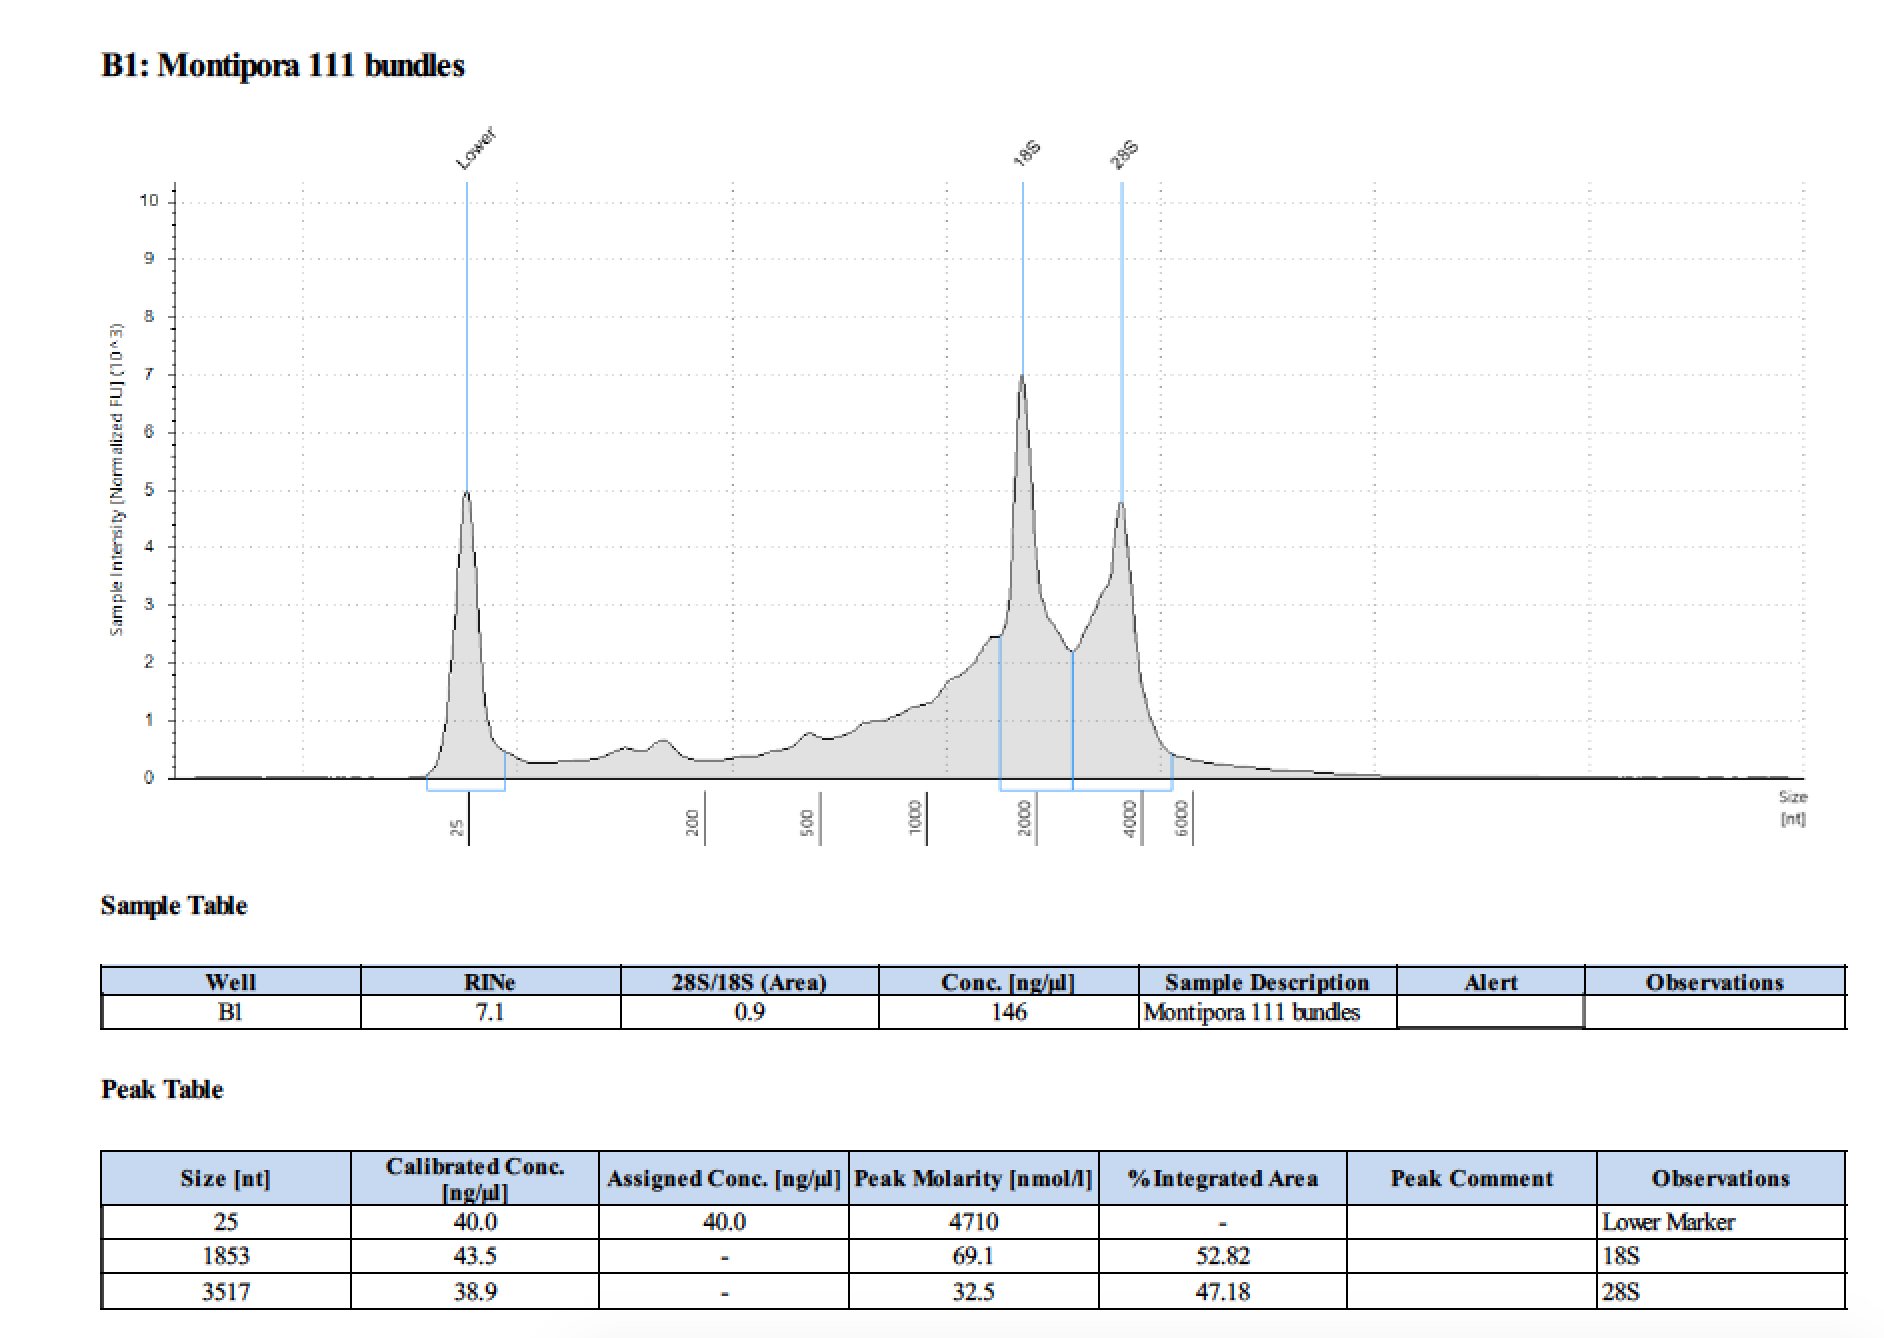 B1: Montipora 111 bundles
Lower
18S
28S
10
9
8
7
6
5
4
3
2
1
0
Sample Intensity [Normalized FU] (10^3)
25
200
500
1000
2000
4000
6000
Size
[nt]
Sample Table
Well RINe 28S/18S (Area) Conc. [ng/µl] Sample Description Alert Observations
B1 7.1 0.9 146 Montipora 111 bundles
Peak Table
Size [nt] Calibrated Conc. [ng/µl] Assigned Conc. [ng/µl] Peak Molarity [nmol/l] % Integrated Area Peak Comment Observations
25 40.0 40.0 4710 - Lower Marker
1853 43.5 - 69.1 52.82 18S
3517 38.9 - 32.5 47.18 28S